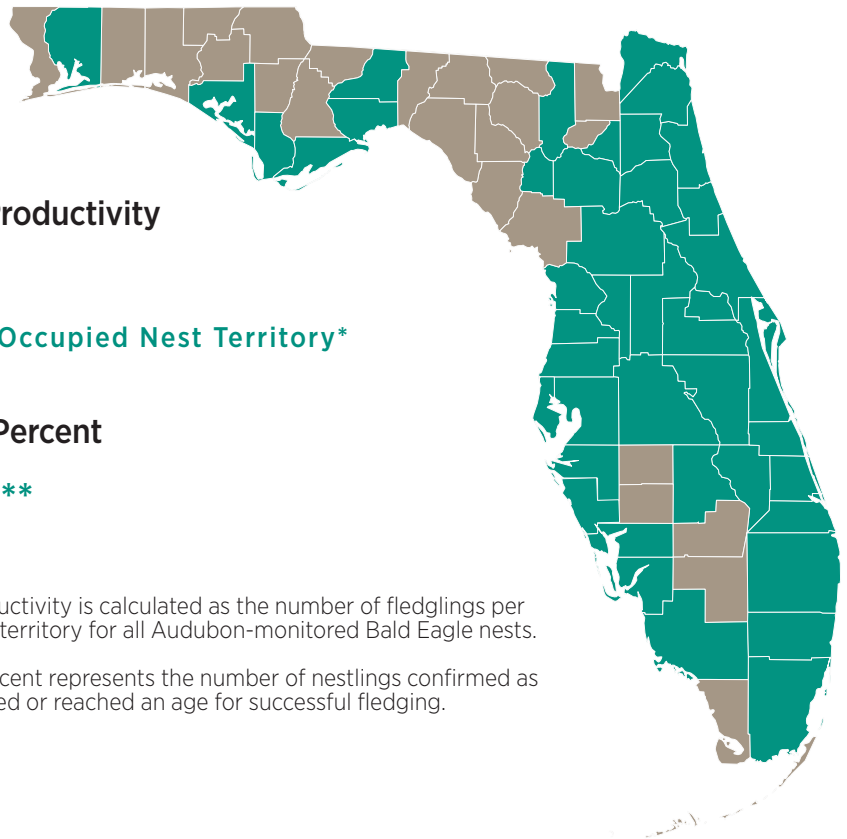 roductivity
Occupied Nest Territory*
Percent
**
uctivity is calculated as the number of fledglings per
territory for all Audubon-monitored Bald Eagle nests.
cent represents the number of nestlings confirmed as
ed or reached an age for successful fledging.